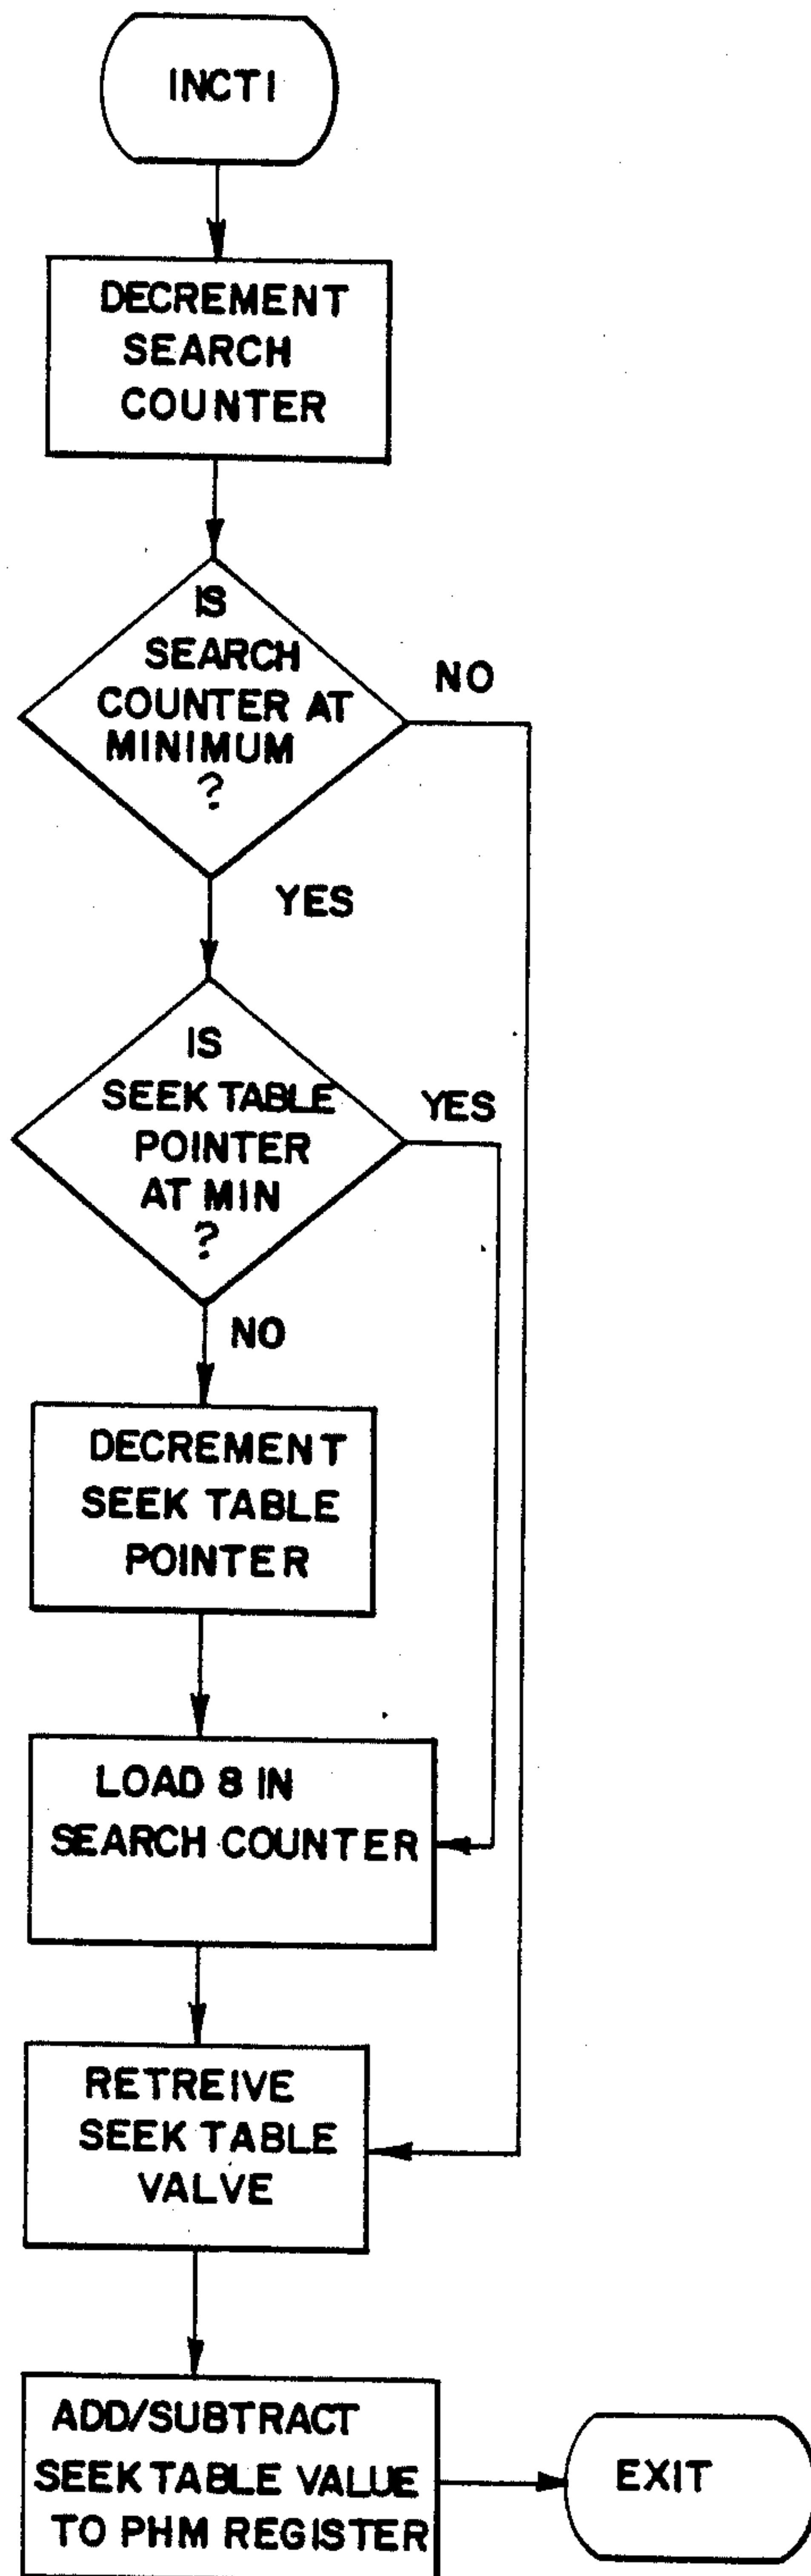 INCTI
DECREMENT
SEARCH
COUNTER
IS
SEARCH
COUNTER AT
MINIMUM
?
NO
YES
IS
SEEK TABLE
POINTER
AT MIN
?
YES
NO
DECREMENT
SEEK TABLE
POINTER
LOAD 8 IN
SEARCH COUNTER
RETREIVE
SEEK TABLE
VALVE
ADD/SUBTRACT
SEEK TABLE VALUE
TO PHM REGISTER
EXIT